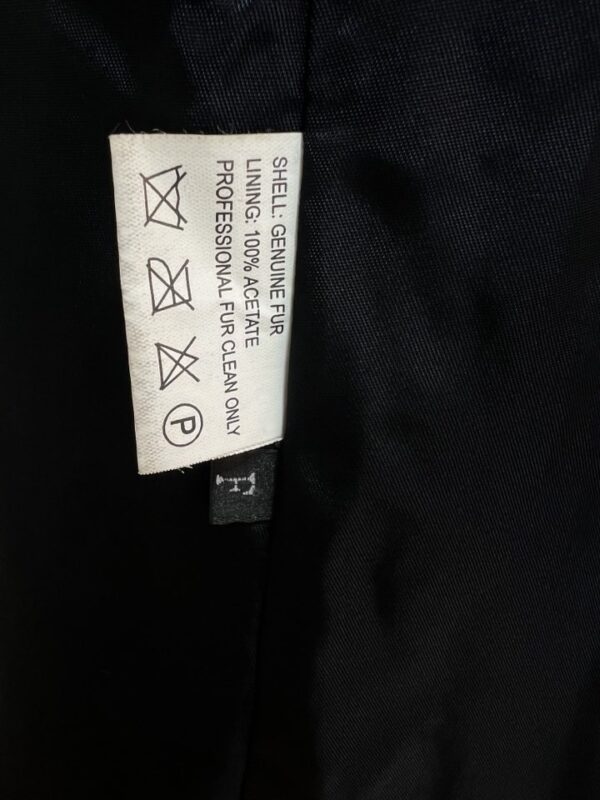 SHELL: GENUINE FUR
LINING: 100% ACETATE
PROFESSIONAL FUR CLEAN ONLY
P